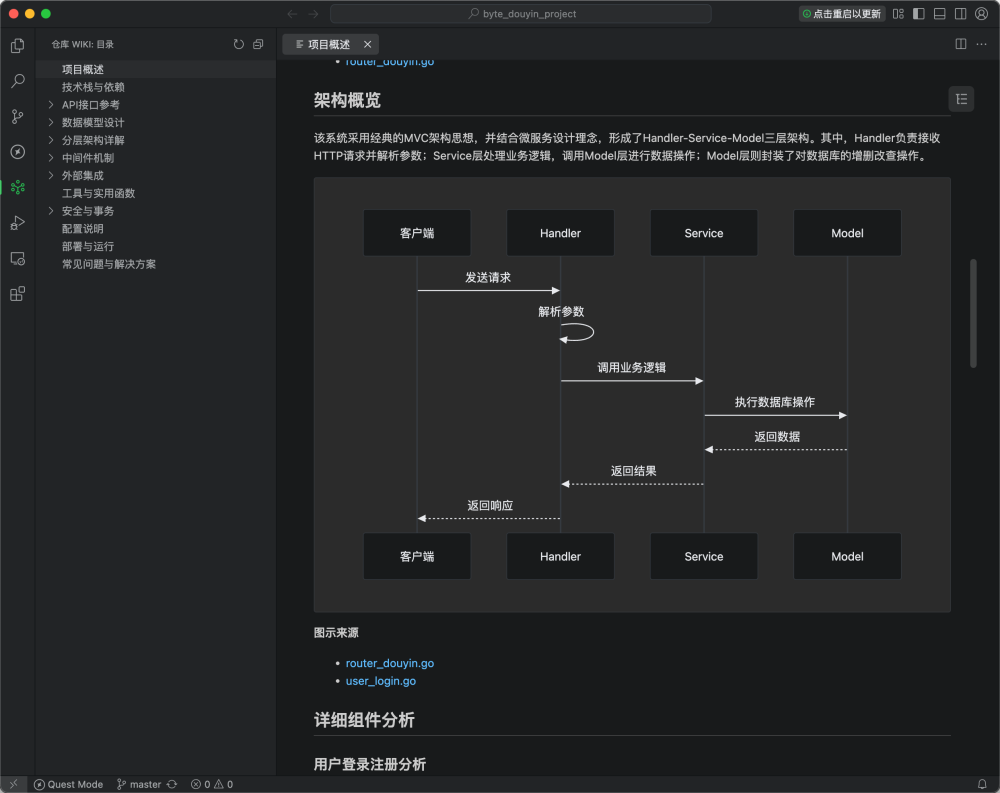 byte_douyin_project
点击重启以更新
仓库 WIKI: 目录
项目概述
技术栈与依赖
API接口参考
数据模型设计
分层架构详解
中间件机制
外部集成
工具与实用函数
安全与事务
配置说明
部署与运行
常见问题与解决方案
项目概述
router_douyin.go
架构概览
该系统采用经典的MVC架构思想，并结合微服务设计理念，形成了Handler-Service-Model三层架构。其中，Handler负责接收
HTTP请求并解析参数；Service层处理业务逻辑，调用Model层进行数据操作；Model层则封装了对数据库的增删改查操作。
客户端 Handler Service Model
发送请求
解析参数
调用业务逻辑
执行数据库操作
返回数据
返回结果
返回响应
客户端 Handler Service Model
图示来源
router_douyin.go
user_login.go
详细组件分析
用户登录注册分析
Quest Mode master 0 0